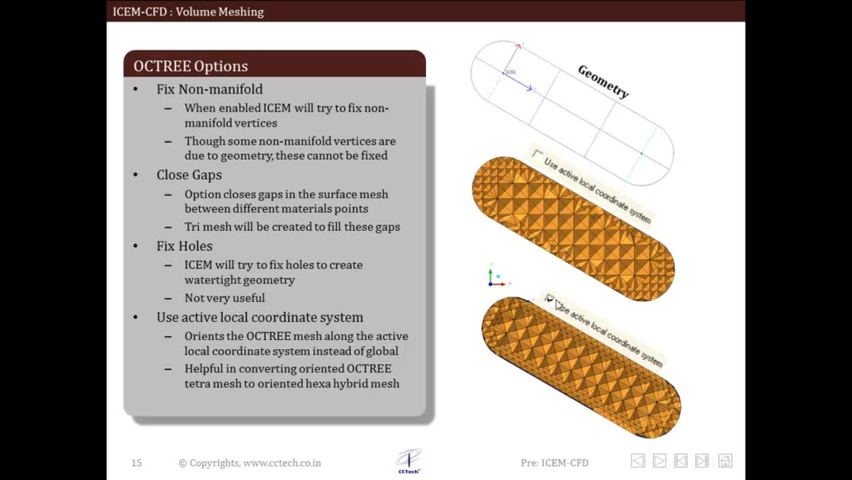 ICEM-CFD : Volume Meshing
OCTREE Options
• Fix Non-manifold
– When enabled ICEM will try to fix non-
manifold vertices
– Though some non-manifold vertices are
due to geometry, these cannot be fixed
• Close Gaps
– Option closes gaps in the surface mesh
between different materials points
– Tri mesh will be created to fill these gaps
• Fix Holes
– ICEM will try to fix holes to create
watertight geometry
– Not very useful
• Use active local coordinate system
– Orients the OCTREE mesh along the active
local coordinate system instead of global
– Helpful in converting oriented OCTREE
tetra mesh to oriented hexa hybrid mesh
Geometry
Use active local coordinate system
Use active local coordinate system
15
© Copyrights, www.cctech.co.in
CCTech
Pre: ICEM-CFD